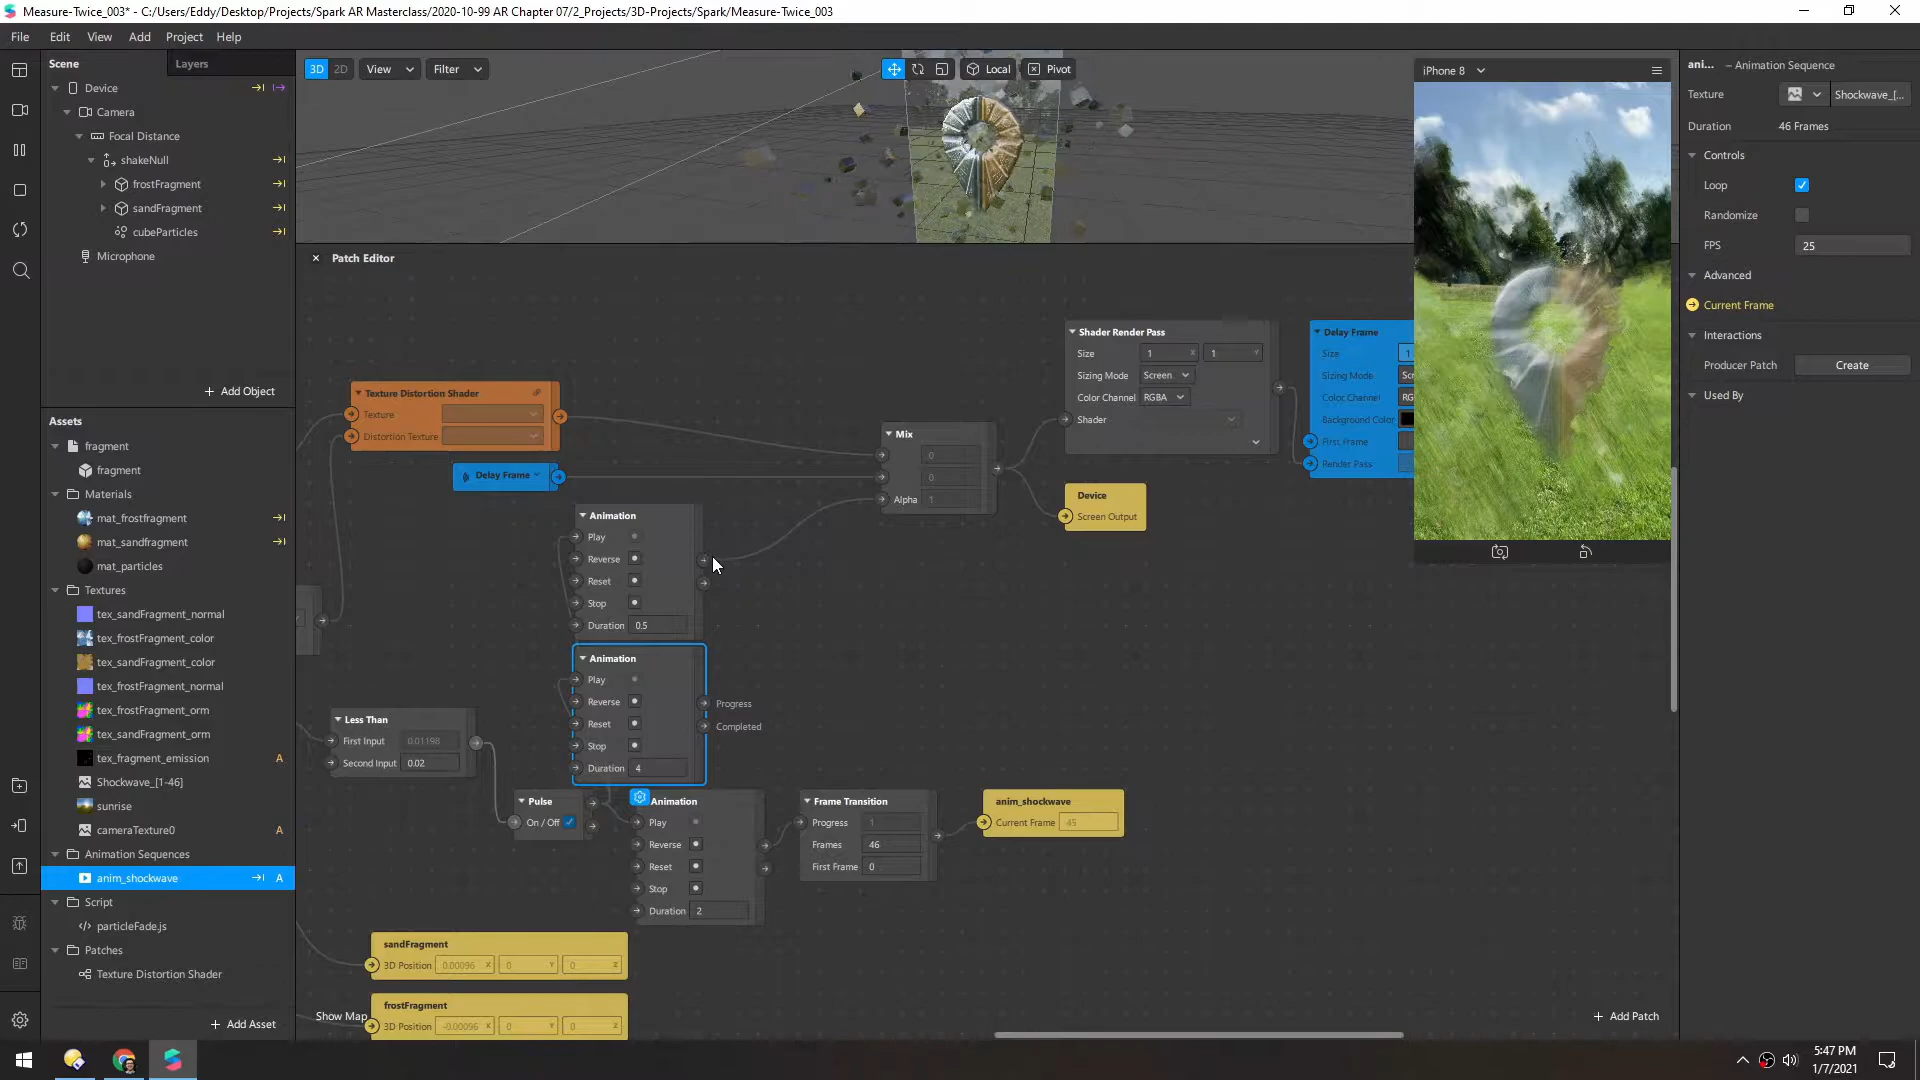 Measure-Twice_003* - C:/Users/Eddy/Desktop/Projects/Spark AR Masterclass/2020-10-99 AR Chapter 07/2_Projects/3D-Projects/Spark/Measure-Twice_003
File Edit View Add Project Help
Scene Layers
Device
Camera
Focal Distance
shakeNull
frostFragment
sandFragment
cubeParticles
Microphone
+ Add Object
Assets
fragment
fragment
Materials
mat_frostfragment
mat_sandfragment
mat_particles
Textures
tex_sandFragment_normal
tex_frostFragment_color
tex_sandFragment_color
tex_frostFragment_normal
tex_frostFragment_orm
tex_sandFragment_orm
tex_fragment_emission A
Shockwave_[1-46]
sunrise
cameraTexture0 A
Animation Sequences
anim_shockwave A
Script
particleFade.js
Patches
Texture Distortion Shader
+ Add Asset
3D 2D View Filter Local Pivot
Patch Editor
Texture Distortion Shader
Texture
Distortion Texture
Delay Frame
Animation
Play
Reverse
Reset
Stop
Duration 0.5
Animation
Play
Reverse
Reset
Stop
Duration 4
Progress
Completed
Less Than
First Input 0.01198
Second Input 0.02
Pulse
On / Off
Animation
Play
Reverse
Reset
Stop
Duration 2
Frame Transition
Progress 1
Frames 46
First Frame 0
anim_shockwave
Current Frame 45
Mix
0
0
Alpha 1
Shader Render Pass
Size 1 X 1 Y
Sizing Mode Screen
Color Channel RGBA
Shader
Device
Screen Output
Delay Frame
Size 1
Sizing Mode Scr
Color Channel RG
Background Color
First Frame
Render Pass
sandFragment
3D Position 0.00096 X 0 Y 0 Z
frostFragment
3D Position -0.00096 X 0 Y 0 Z
Show Map
+ Add Patch
iPhone 8
ani... – Animation Sequence
Texture Shockwave_[...
Duration 46 Frames
Controls
Loop
Randomize
FPS 25
Advanced
Current Frame
Interactions
Producer Patch Create
Used By
5:47 PM
1/7/2021